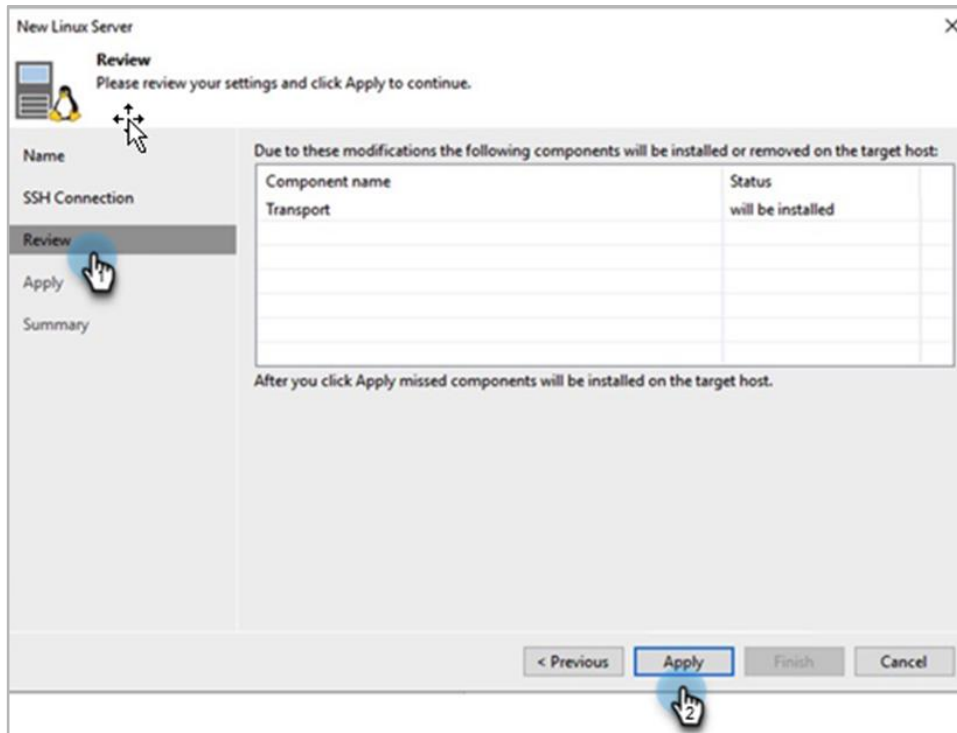 New Linux Server
Review
Please review your settings and click Apply to continue.
Name
SSH Connection
Review
Apply
Summary
Due to these modifications the following components will be installed or removed on the target host:
Component name Status
Transport will be installed
After you click Apply missed components will be installed on the target host.
< Previous Apply Finish Cancel
1
2